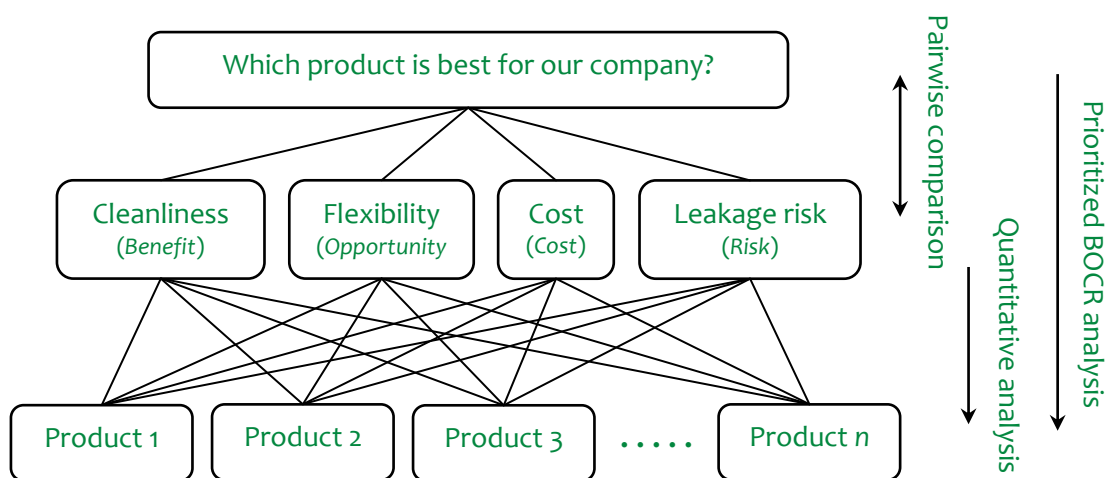 Which product is best for our company?
Cleanliness
(Benefit)
Flexibility
(Opportunity
Cost
(Cost)
Leakage risk
(Risk)
Product 1
Product 2
Product 3
.....
Product n
Pairwise comparison
Quantitative analysis
Prioritized BOCR analysis